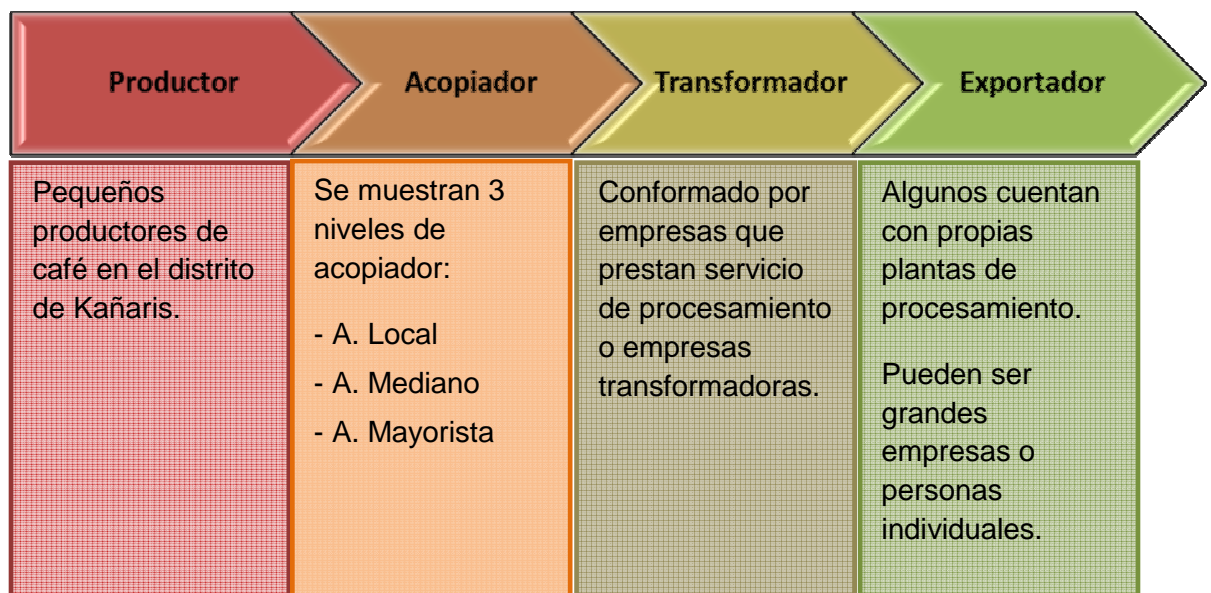 Productor
Acopiador
Transformador
Exportador
Pequeños
productores de
café en el distrito
de Kañaris.
Se muestran 3
niveles de
acopiador:
- A. Local
- A. Mediano
- A. Mayorista
Conformado por
empresas que
prestan servicio
de procesamiento
o empresas
transformadoras.
Algunos cuentan
con propias
plantas de
procesamiento.
Pueden ser
grandes
empresas o
personas
individuales.